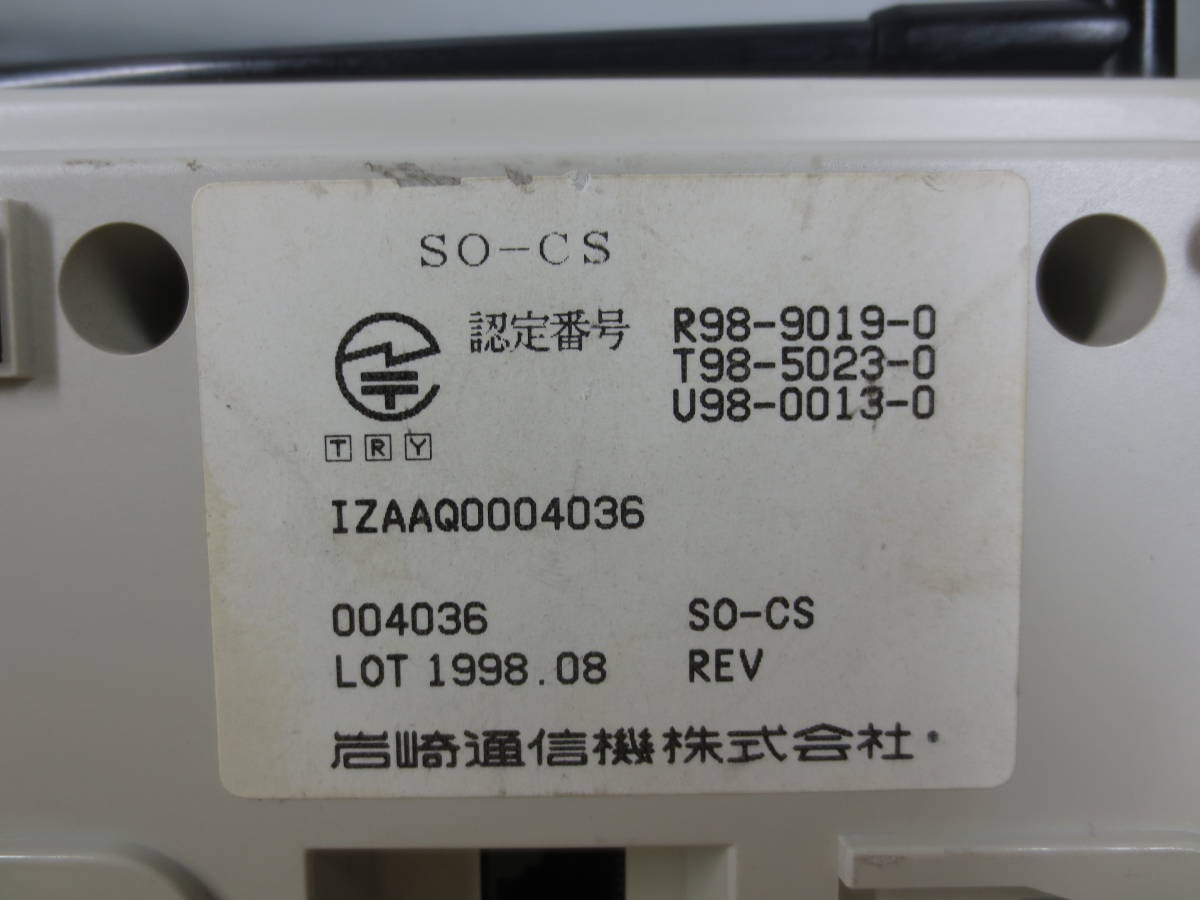 SO-CS
認定番号 R98-9019-0
T98-5023-0
U98-0013-0
T R Y
IZAAQ0004036
004036 SO-CS
LOT 1998.08 REV
岩崎通信機株式会社